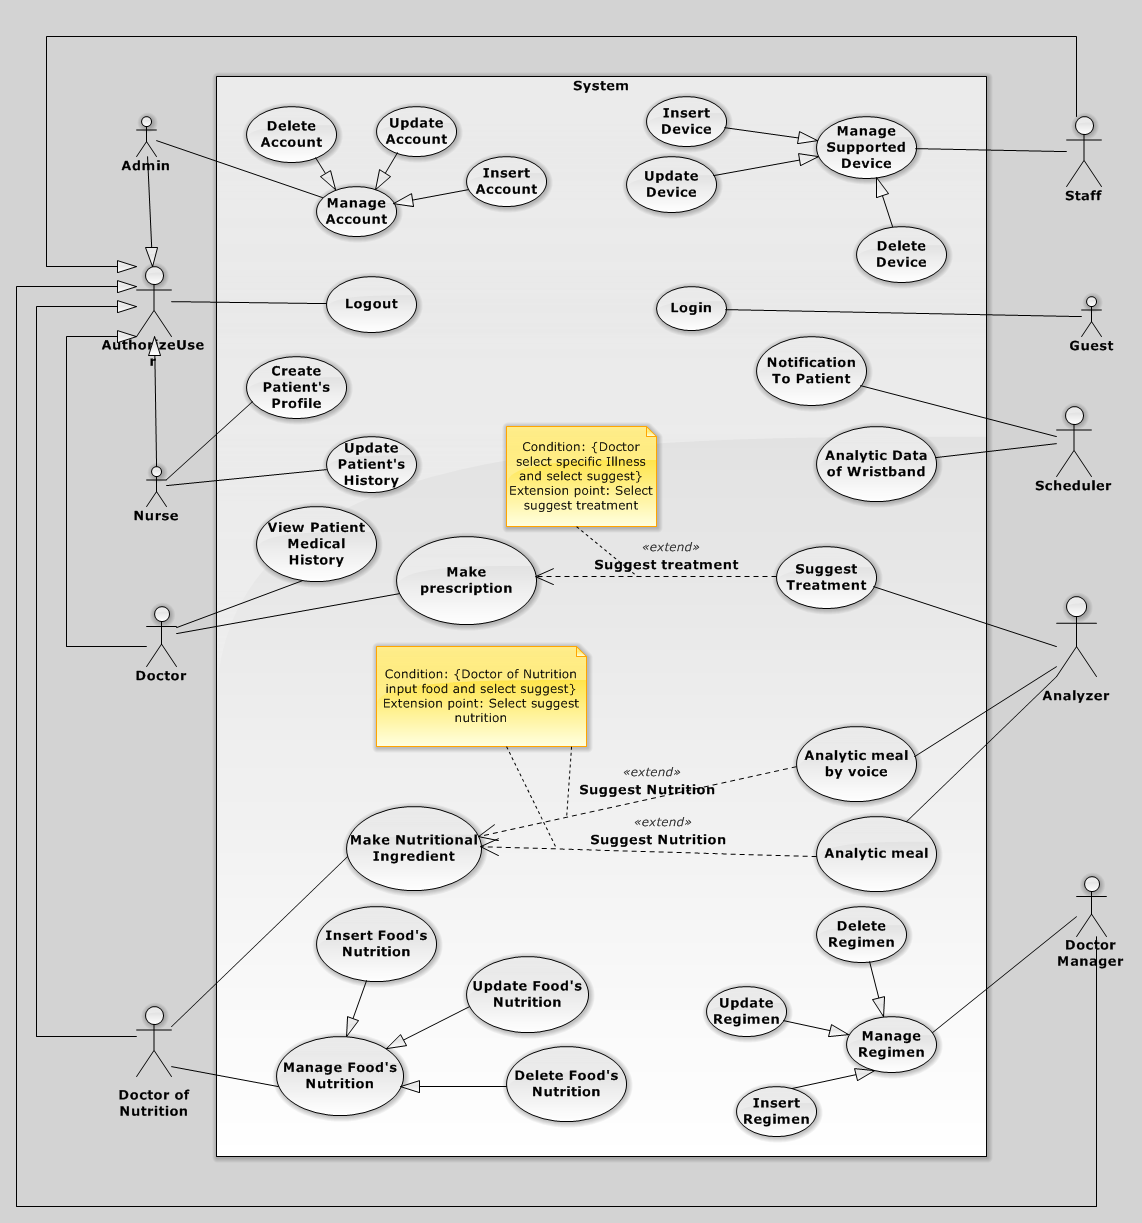 System
Delete
Account
Update
Account
Insert
Account
Manage
Account
Insert
Device
Update
Device
Manage
Supported
Device
Delete
Device
Admin
Staff
AuthorizeUse
r
Logout
Login
Guest
Create
Patient's
Profile
Notification
To Patient
Update
Patient's
History
Analytic Data
of Wristband
Scheduler
Nurse
Condition: {Doctor
select specific Illness
and select suggest}
Extension point: Select
suggest treatment
View Patient
Medical
History
Make
prescription
«extend»
Suggest treatment
Suggest
Treatment
Doctor
Analyzer
Condition: {Doctor of Nutrition
input food and select suggest}
Extension point: Select suggest
nutrition
Analytic meal
by voice
«extend»
Suggest Nutrition
«extend»
Suggest Nutrition
Make Nutritional
Ingredient
Analytic meal
Insert Food's
Nutrition
Delete
Regimen
Doctor
Manager
Update Food's
Nutrition
Update
Regimen
Manage
Regimen
Manage Food's
Nutrition
Delete Food's
Nutrition
Insert
Regimen
Doctor of
Nutrition